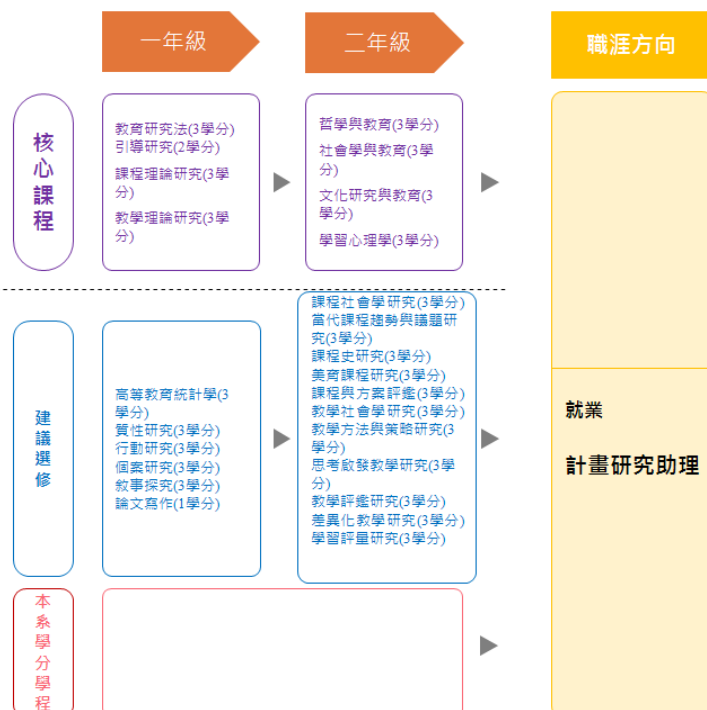 一年級
二年級
職涯方向
核心課程
教育研究法(3學分)
引導研究(2學分)
課程理論研究(3學
分)
教學理論研究(3學
分)
哲學與教育(3學分)
社會學與教育(3學
分)
文化研究與教育(3
學分)
學習心理學(3學分)
建議選修
高等教育統計學(3
學分)
質性研究(3學分)
行動研究(3學分)
個案研究(3學分)
敘事探究(3學分)
論文寫作(1學分)
課程社會學研究(3學分)
當代課程趨勢與議題研
究(3學分)
課程史研究(3學分)
美育課程研究(3學分)
課程與方案評鑑(3學分)
教學社會學研究(3學分)
教學方法與策略研究(3
學分)
思考啟發教學研究(3學
分)
教學評鑑研究(3學分)
差異化教學研究(3學分)
學習評量研究(3學分)
就業
計畫研究助理
本系學分學程